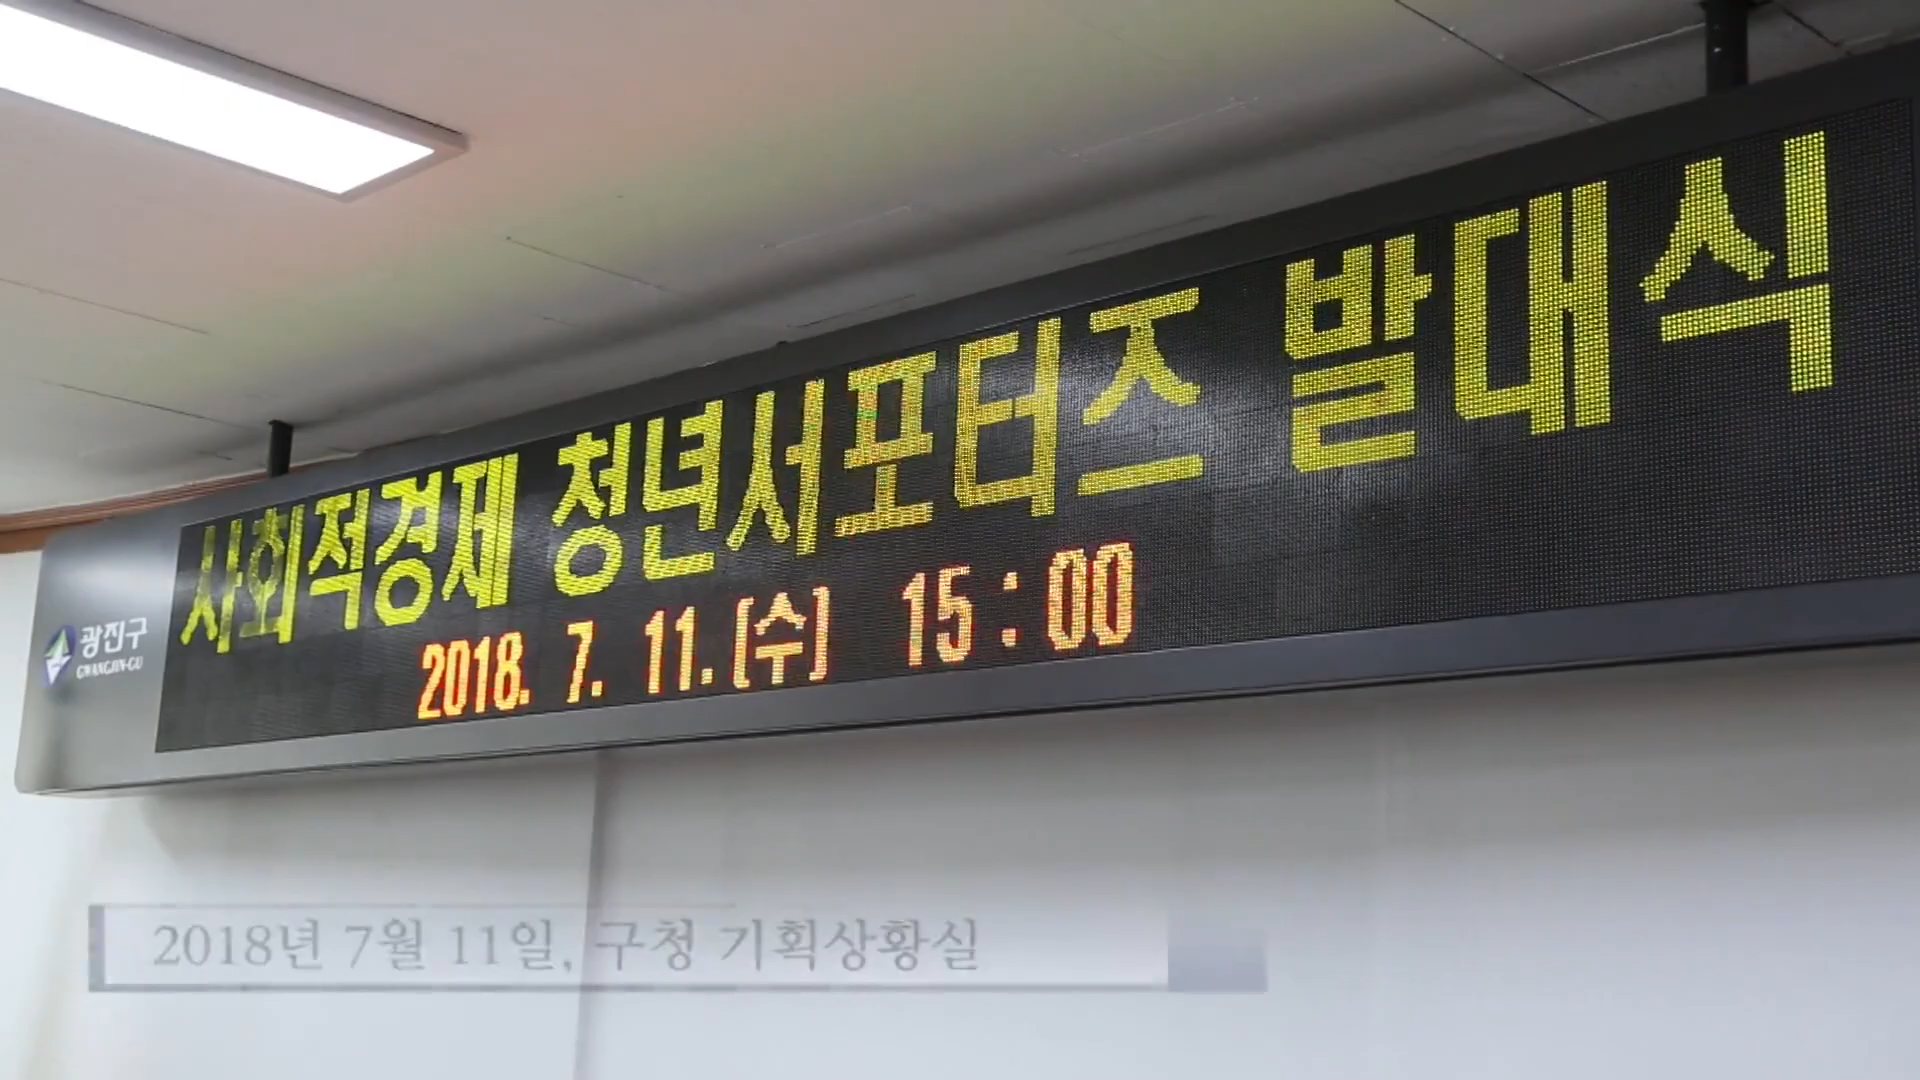 사회적경제 청년서포터즈 발대식
2018. 7. 11.(수) 15:00
광진구
GWANGJIN-GU
2018년 7월 11일, 구청 기획상황실